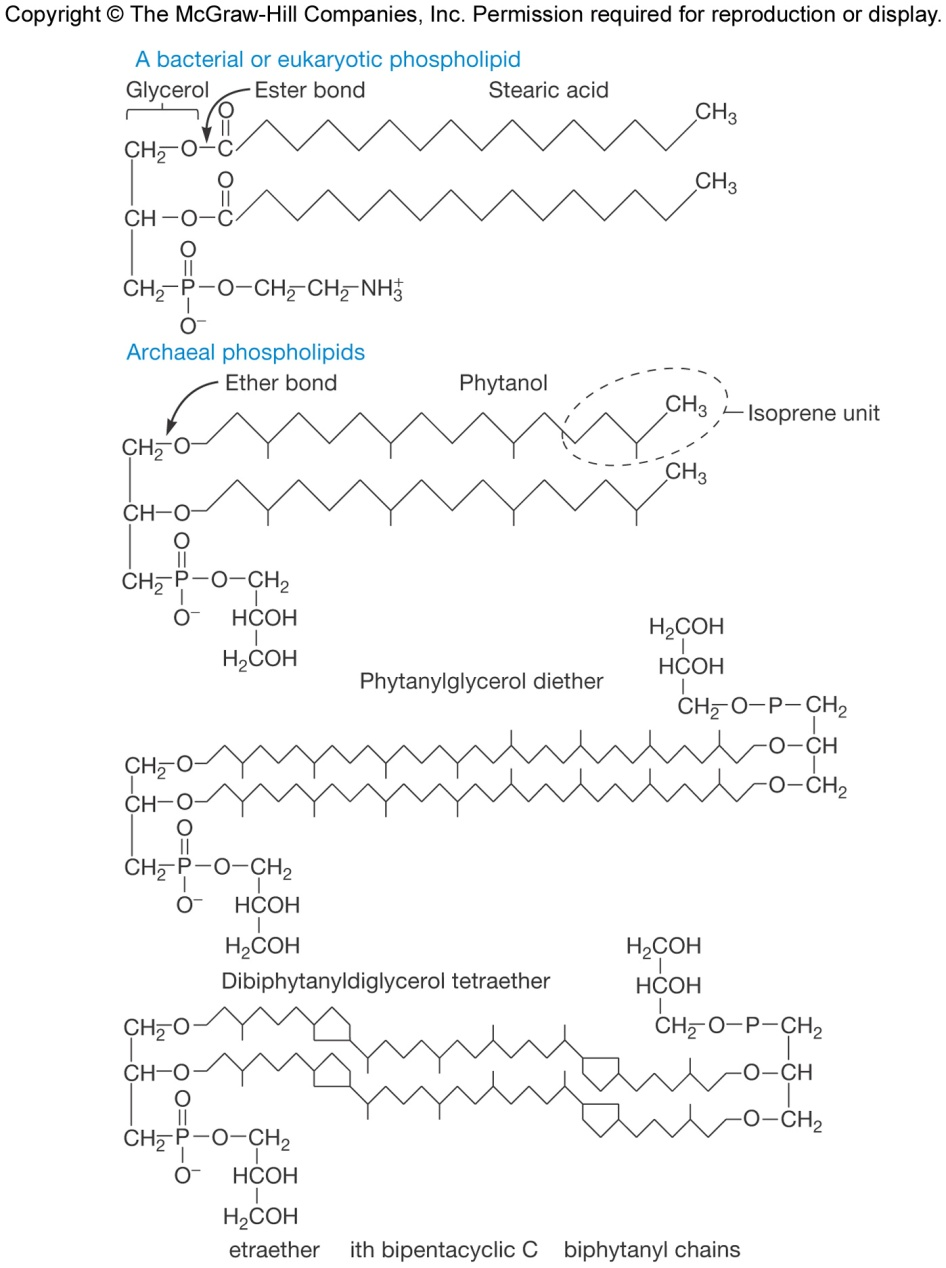 Copyright © The McGraw-Hill Companies, Inc. Permission required for reproduction or display.
A bacterial or eukaryotic phospholipid
Glycerol Ester bond Stearic acid
O CH₃
CH₂–O–C
O CH₃
CH–O–C
O
CH₂–P–O–CH₂–CH₂–NH₃⁺
O⁻
Archaeal phospholipids
Ether bond Phytanol
CH₃ Isoprene unit
CH₂–O
CH₃
CH–O
O
CH₂–P–O–CH₂
O⁻ HCOH
H₂COH
H₂COH
HCOH
Phytanylglycerol diether
CH₂–O–P–CH₂
CH₂–O O–CH
CH–O O–CH₂
O
CH₂–P–O–CH₂
O⁻ HCOH
H₂COH
H₂COH
Dibiphytanyldiglycerol tetraether
HCOH
CH₂–O CH₂–O–P–CH₂
CH–O O–CH
O
O–CH₂
CH₂–P–O–CH₂
O⁻ HCOH
H₂COH
etraether ith bipentacyclic C biphytanyl chains